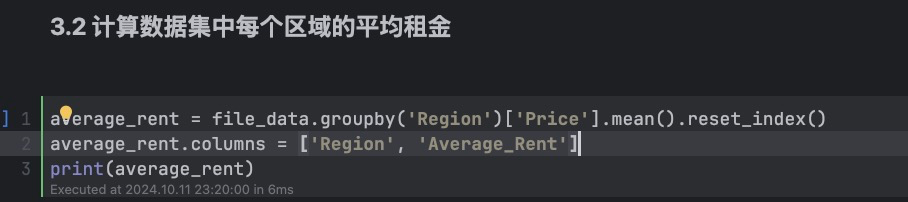 3.2 计算数据集中每个区域的平均租金
] 1 average_rent = file_data.groupby('Region')['Price'].mean().reset_index()
2 average_rent.columns = ['Region', 'Average_Rent']
3 print(average_rent)
Executed at 2024.10.11 23:20:00 in 6ms